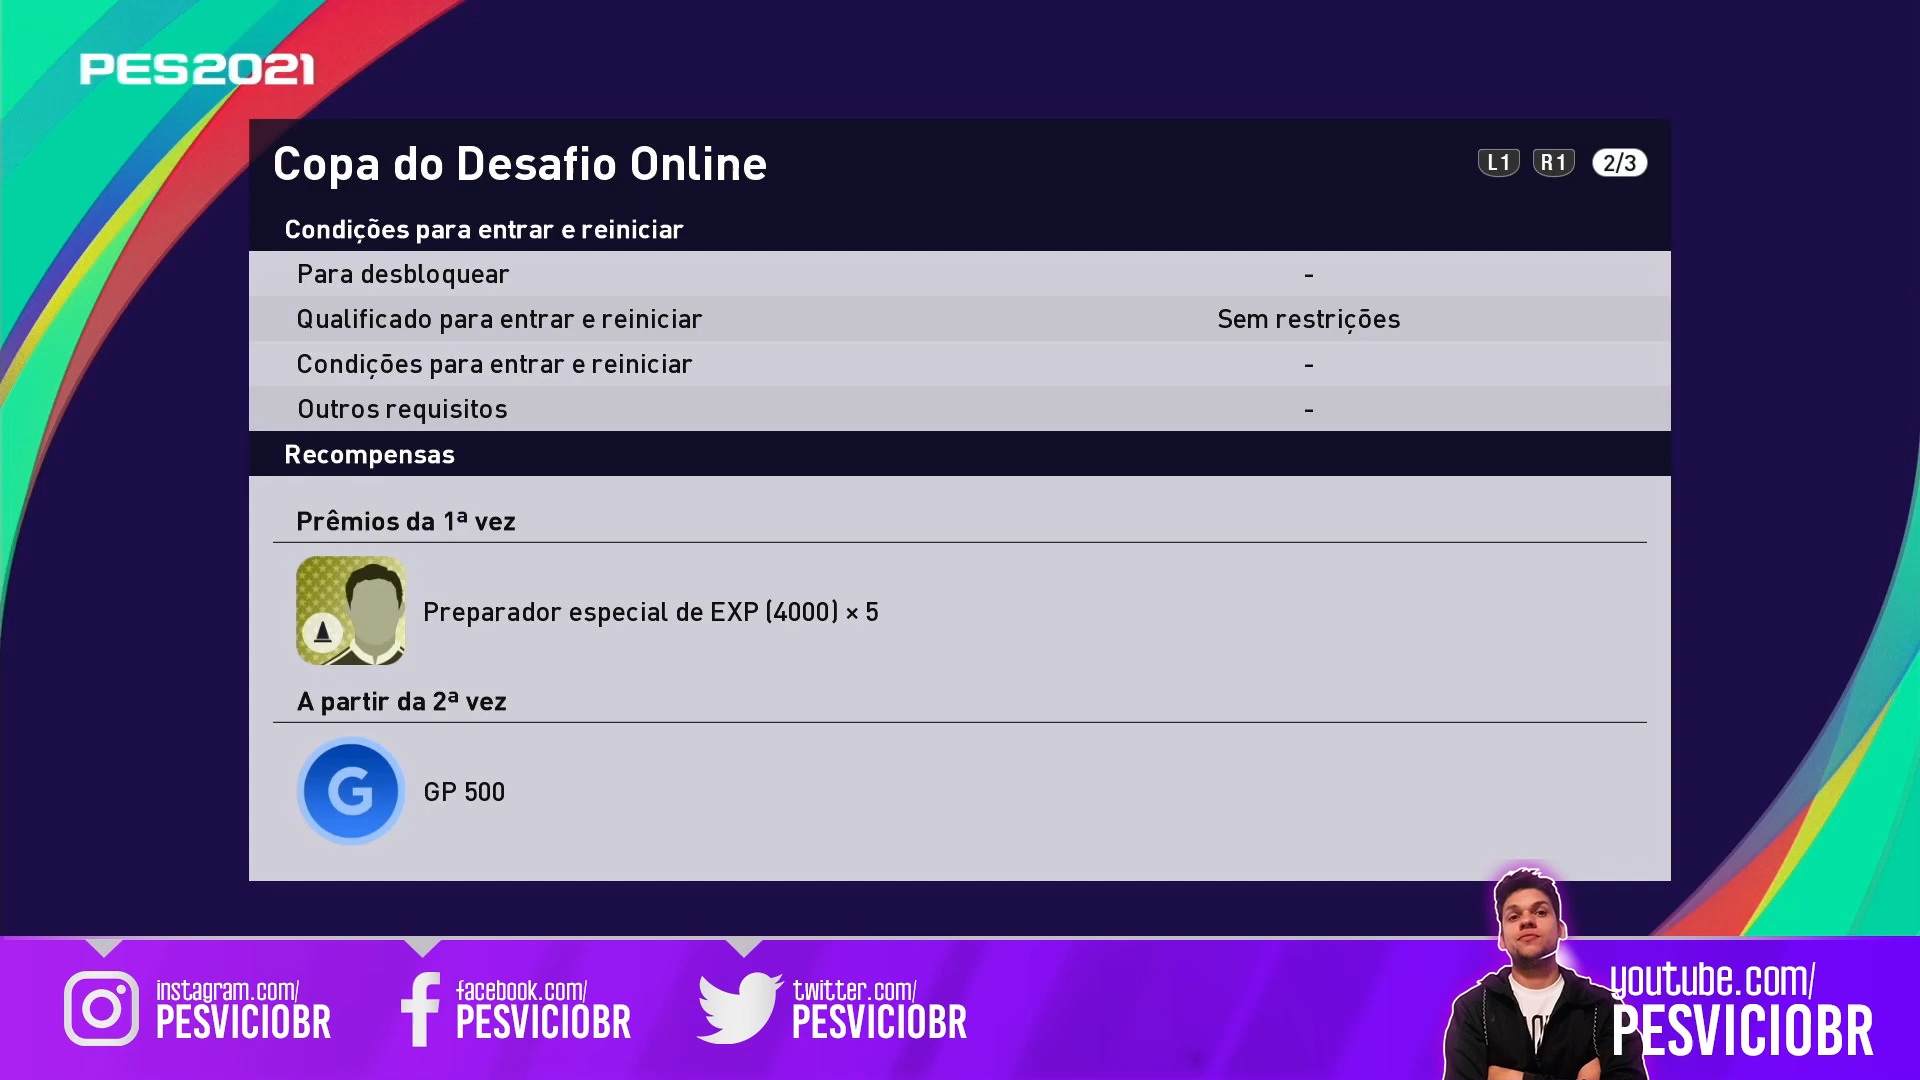 PES2021
Copa do Desafio Online
L1 R1 2/3
Condições para entrar e reiniciar
Para desbloquear -
Qualificado para entrar e reiniciar Sem restrições
Condições para entrar e reiniciar -
Outros requisitos -
Recompensas
Prêmios da 1ª vez
Preparador especial de EXP (4000) × 5
A partir da 2ª vez
G GP 500
instagram.com/
PESVICIOBR
facebook.com/
PESVICIOBR
twitter.com/
PESVICIOBR
youtube.com/
PESVICIOBR